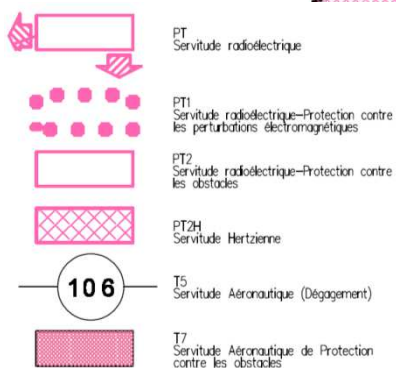 PT
Servitude radioélectrique
PT1
Servitude radioélectrique-Protection contre
les perturbations électromagnétiques
PT2
Servitude radioélectrique-Protection contre
les obstacles
PT2H
Servitude Hertzienne
106
T5
Servitude Aéronautique (Dégagement)
T7
Servitude Aéronautique de Protection
contre les obstacles